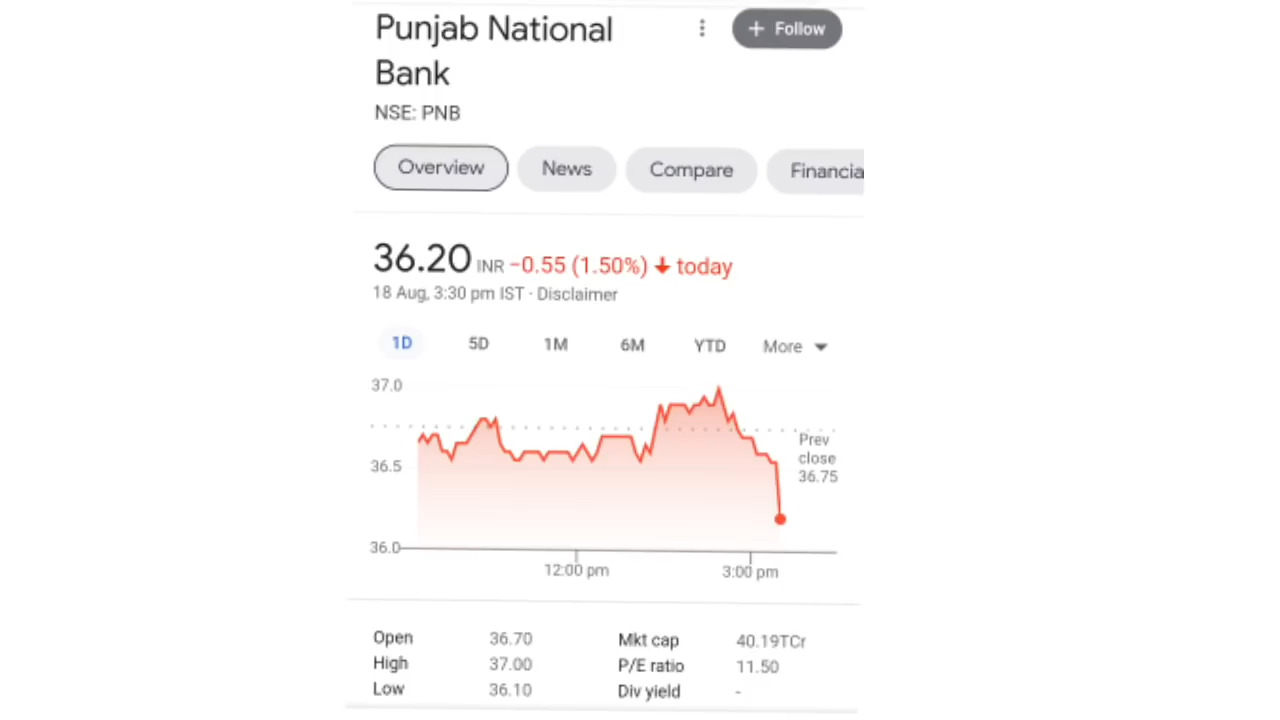 Punjab National
Bank
+ Follow
NSE: PNB
Overview
News
Compare
Financia
36.20 INR −0.55 (1.50%) ↓ today
18 Aug, 3:30 pm IST · Disclaimer
1D
5D
1M
6M
YTD
More
37.0
36.5
36.0
Prev
close
36.75
12:00 pm
3:00 pm
Open 36.70
High 37.00
Low 36.10
Mkt cap 40.19TCr
P/E ratio 11.50
Div yield -